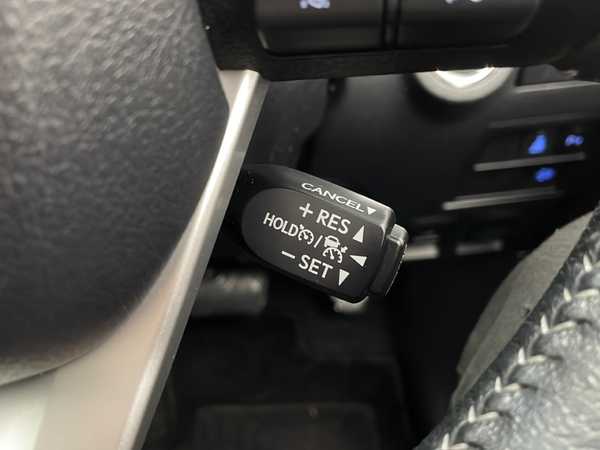 CANCEL
+ RES
HOLD /
− SET